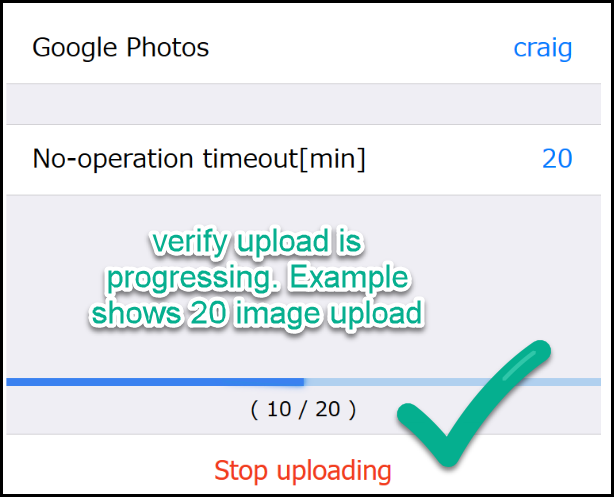 Google Photos craig
No-operation timeout[min] 20
verify upload is
progressing. Example
shows 20 image upload
( 10 / 20 )
Stop uploading